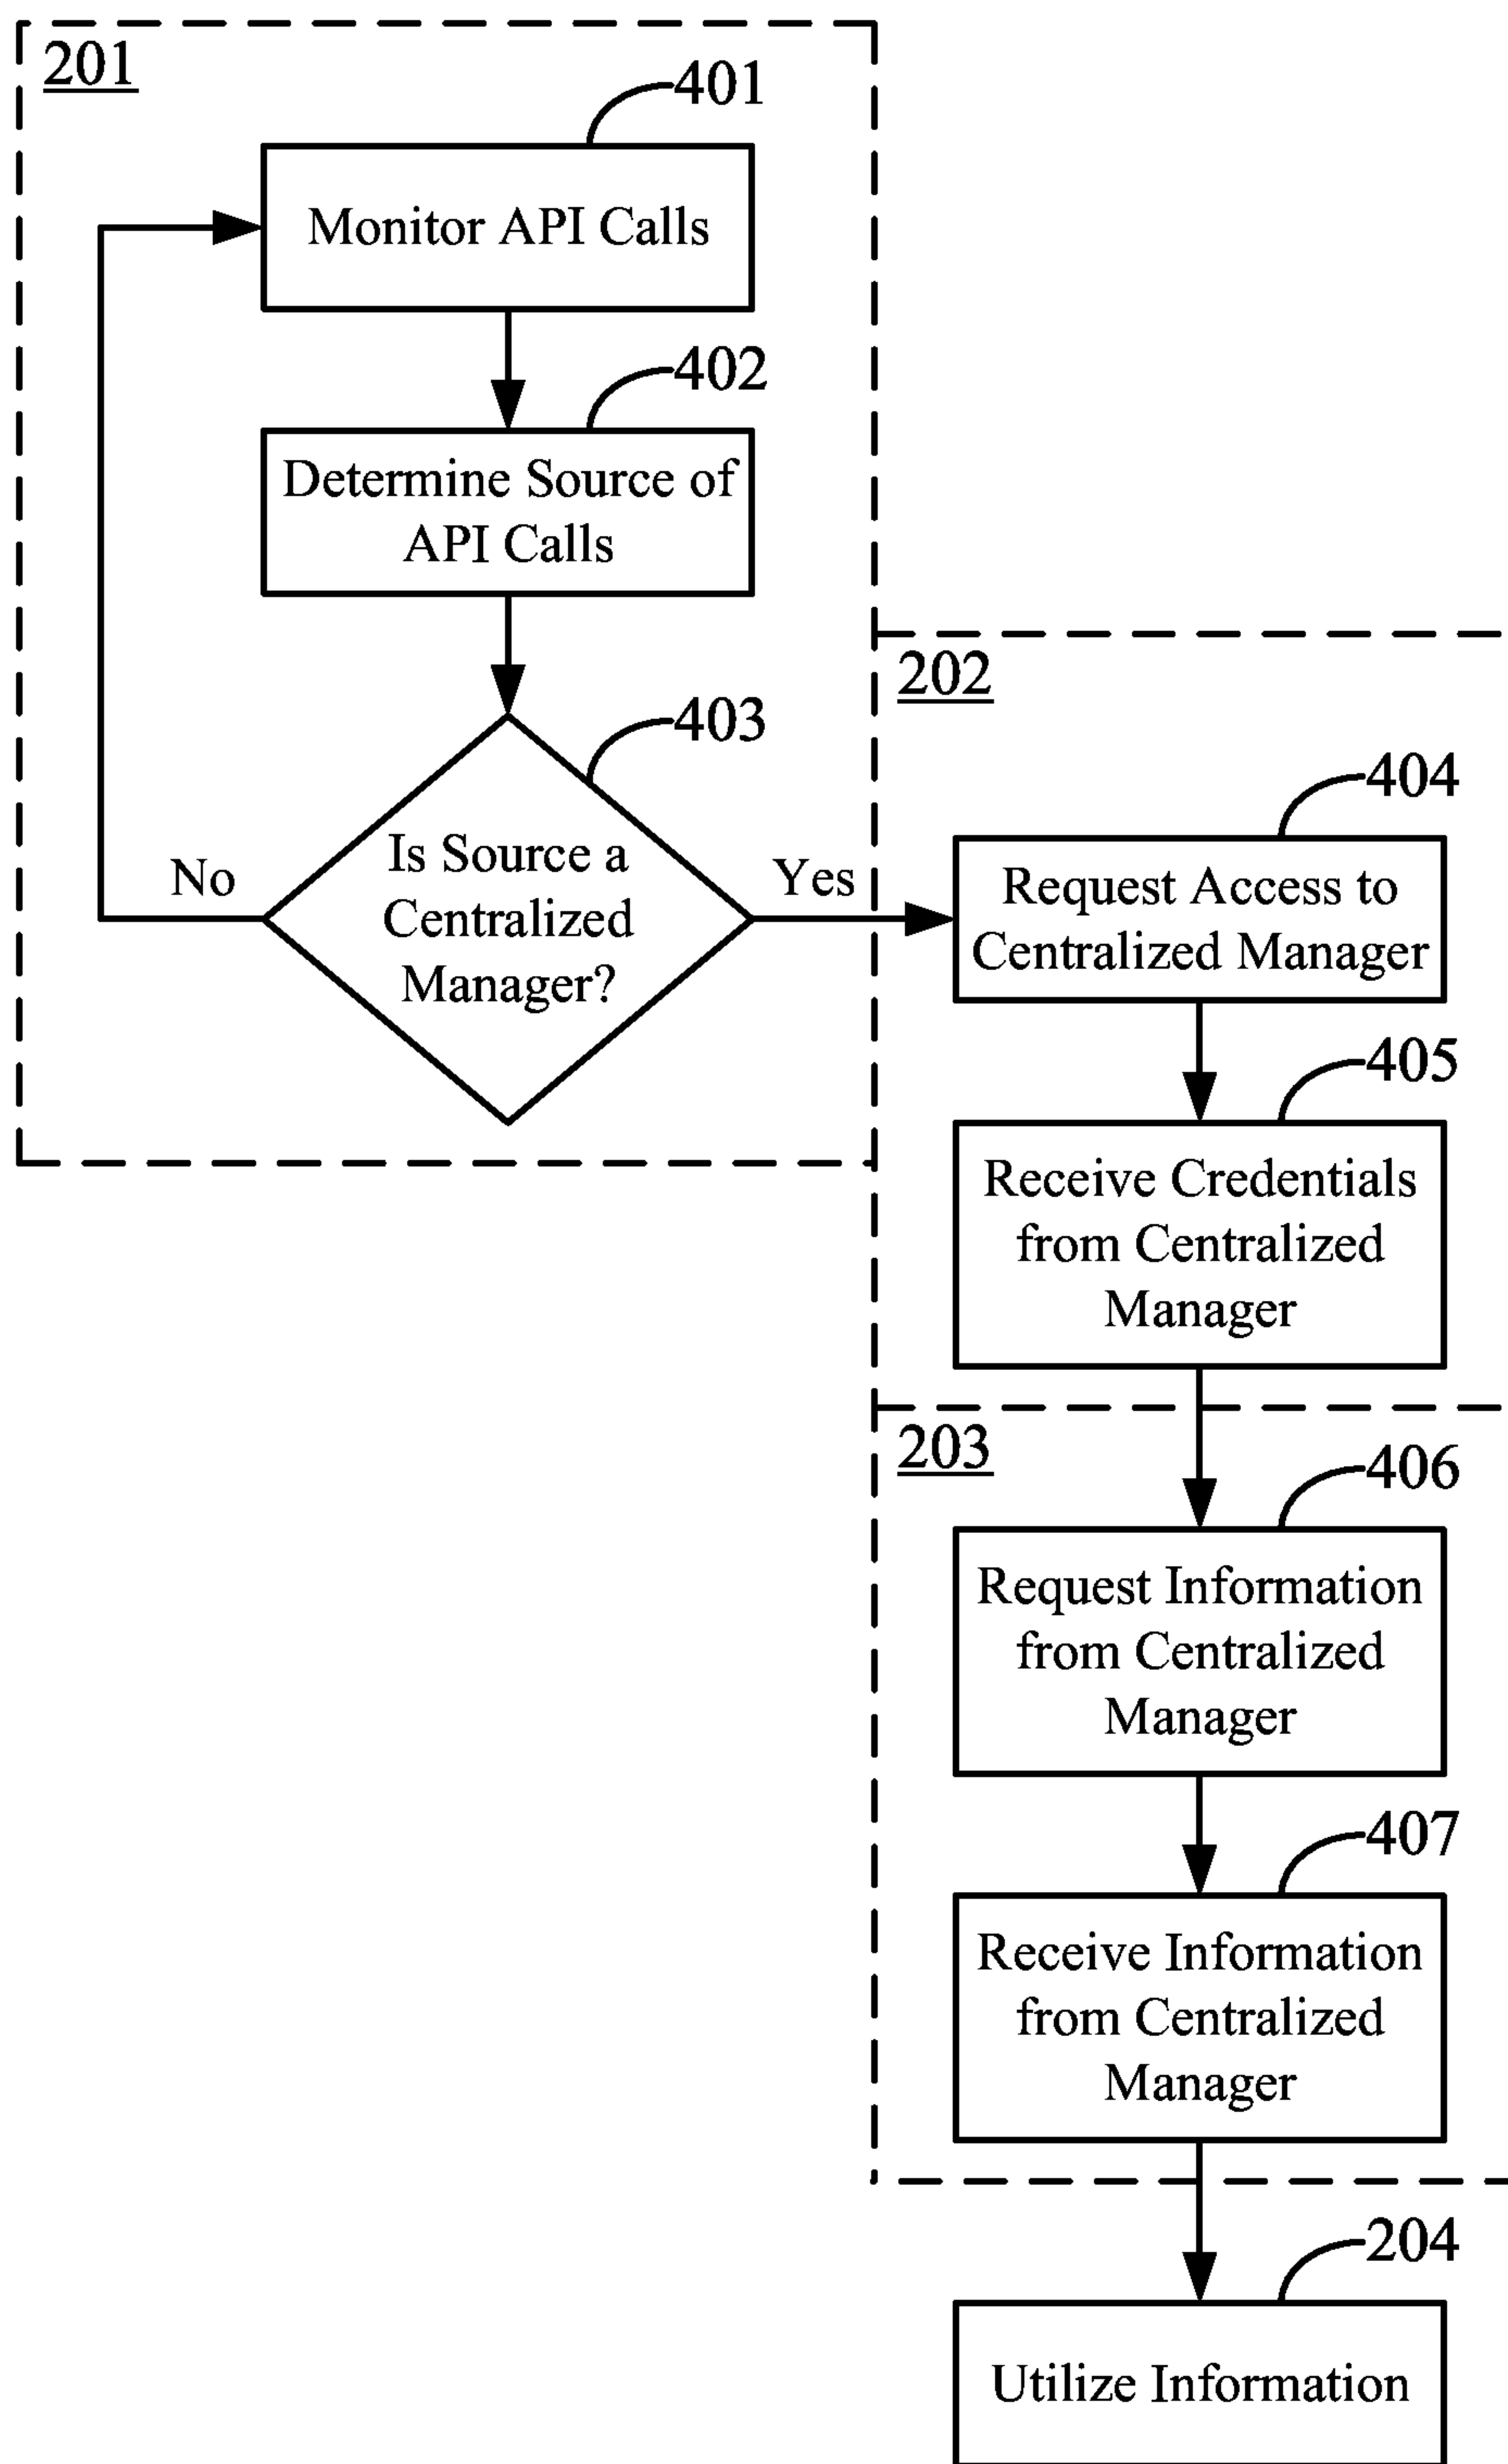 201
401
Monitor API Calls
402
Determine Source of
API Calls
403
Is Source a
Centralized
Manager?
No
Yes
202
404
Request Access to
Centralized Manager
405
Receive Credentials
from Centralized
Manager
203
406
Request Information
from Centralized
Manager
407
Receive Information
from Centralized
Manager
204
Utilize Information